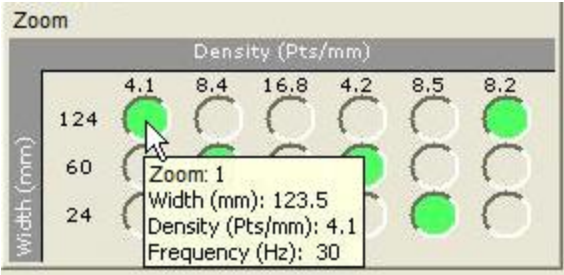 Zoom
Density (Pts/mm)
4.1 8.4 16.8 4.2 8.5 8.2
124
60
24
Width (mm)
Zoom: 1
Width (mm): 123.5
Density (Pts/mm): 4.1
Frequency (Hz): 30